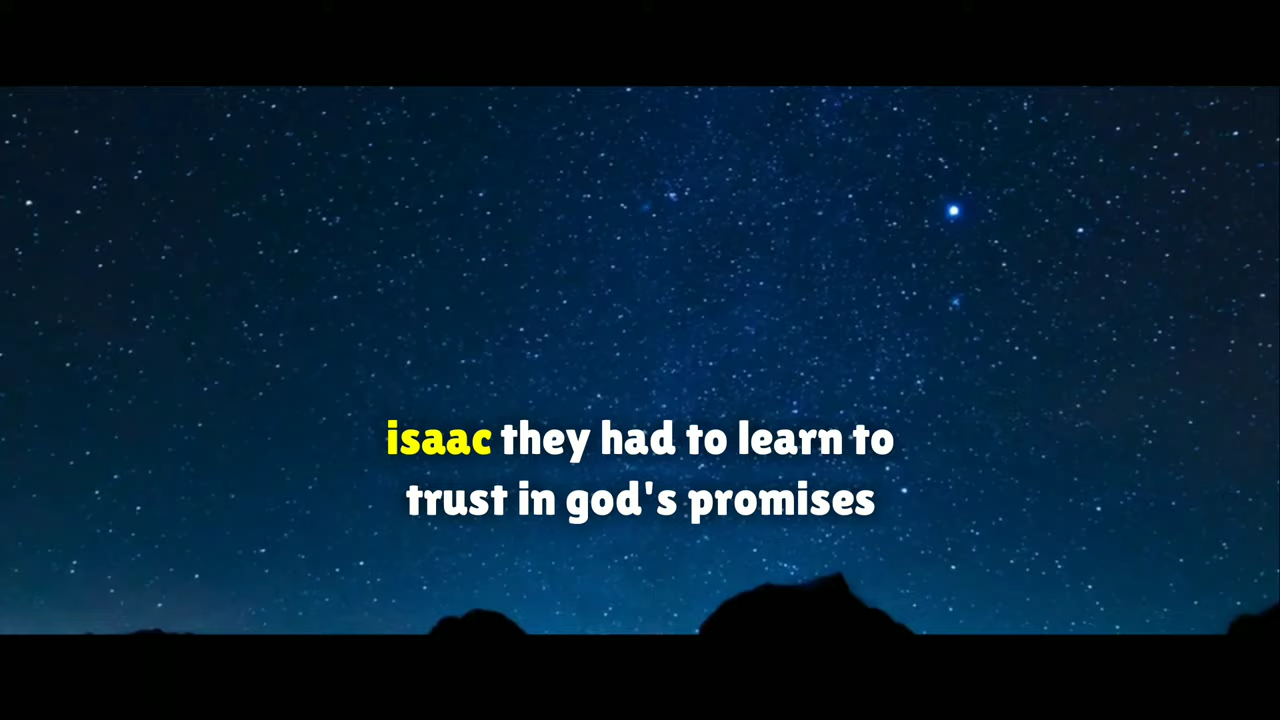 isaac they had to learn to
trust in god's promises